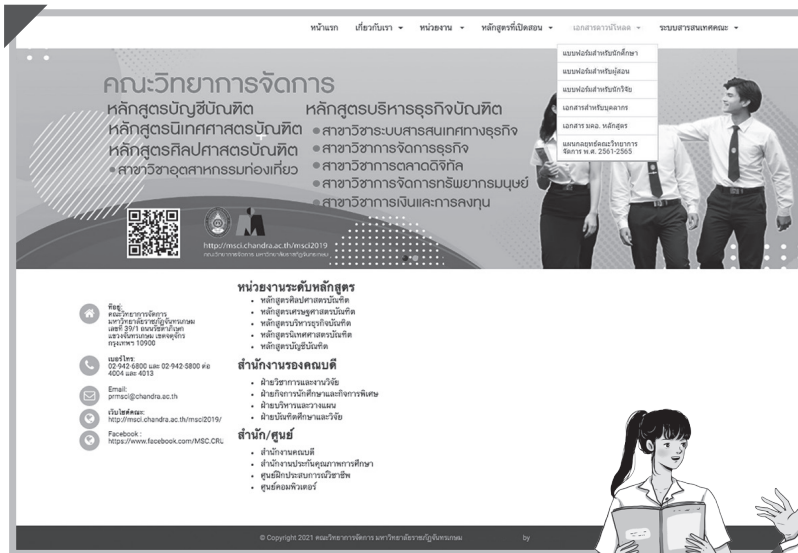 หน้าแรก เกี่ยวกับเรา หน่วยงาน หลักสูตรที่เปิดสอน เอกสารดาวน์โหลด ระบบสารสนเทศคณะ
แบบฟอร์มสำหรับนักศึกษา
แบบฟอร์มสำหรับผู้สอน
แบบฟอร์มสำหรับนักวิจัย
เอกสารสำหรับบุคลากร
เอกสาร มคอ. หลักสูตร
แผนกลยุทธ์คณะวิทยาการ
จัดการ พ.ศ. 2561-2565
คณะวิทยาการจัดการ
หลักสูตรบัญชีบัณฑิต
หลักสูตรนิเทศศาสตรบัณฑิต
หลักสูตรศิลปศาสตรบัณฑิต
•สาขาวิชาอุตสาหกรรมท่องเที่ยว
หลักสูตรบริหารธุรกิจบัณฑิต
•สาขาวิชาระบบสารสนเทศทางธุรกิจ
•สาขาวิชาการจัดการธุรกิจ
•สาขาวิชาการตลาดดิจิทัล
•สาขาวิชาการจัดการทรัพยากรมนุษย์
•สาขาวิชาการเงินและการลงทุน
http://msci.chandra.ac.th/msci2019
คณะวิทยาการจัดการ มหาวิทยาลัยราชภัฏจันทรเกษม
ที่อยู่:
คณะวิทยาการจัดการ
มหาวิทยาลัยราชภัฏจันทรเกษม
เลขที่ 39/1 ถนนรัชดาภิเษก
แขวงจันทรเกษม เขตจตุจักร
กรุงเทพฯ 10900
เบอร์โทร:
02-942-6800 และ 02-942-5800 ต่อ
4004 และ 4013
Email:
prmsci@chandra.ac.th
เว็บไซต์คณะ:
http://msci.chandra.ac.th/msci2019/
Facebook :
https://www.facebook.com/MSC.CRU
หน่วยงานระดับหลักสูตร
• หลักสูตรศิลปศาสตรบัณฑิต
• หลักสูตรเศรษฐศาสตรบัณฑิต
• หลักสูตรบริหารธุรกิจบัณฑิต
• หลักสูตรนิเทศศาสตรบัณฑิต
• หลักสูตรบัญชีบัณฑิต
สำนักงานรองคณบดี
• ฝ่ายวิชาการและงานวิจัย
• ฝ่ายกิจการนักศึกษาและกิจการพิเศษ
• ฝ่ายบริหารและวางแผน
• ฝ่ายบัณฑิตศึกษาและวิจัย
สำนัก/ศูนย์
• สำนักงานคณบดี
• สำนักงานประกันคุณภาพการศึกษา
• ศูนย์ฝึกประสบการณ์วิชาชีพ
• ศูนย์คอมพิวเตอร์
© Copyright 2021 คณะวิทยาการจัดการ มหาวิทยาลัยราชภัฏจันทรเกษม by